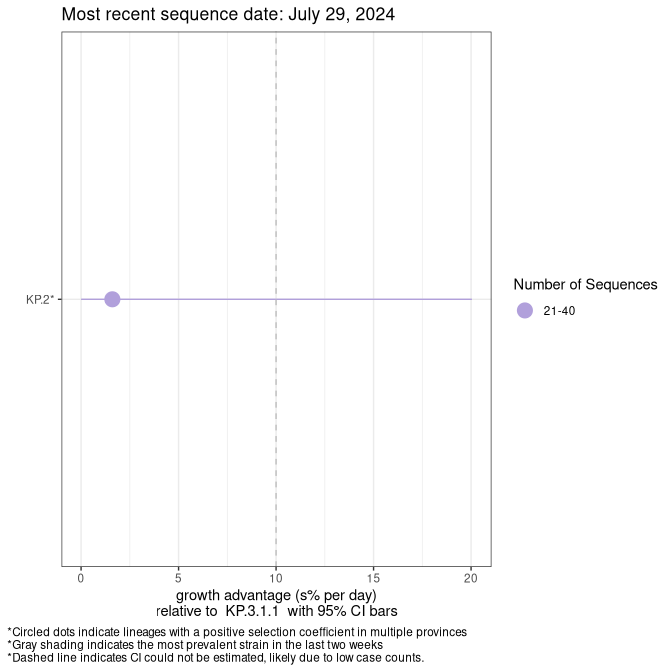 Most recent sequence date: July 29, 2024
KP.2*
Number of Sequences
21-40
0 5 10 15 20
growth advantage (s% per day)
relative to KP.3.1.1 with 95% CI bars
*Circled dots indicate lineages with a positive selection coefficient in multiple provinces
*Gray shading indicates the most prevalent strain in the last two weeks
*Dashed line indicates CI could not be estimated, likely due to low case counts.